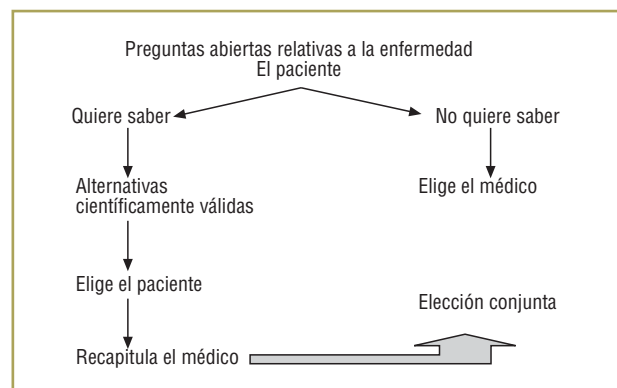 Preguntas abiertas relativas a la enfermedad
El paciente
Quiere saber
No quiere saber
Alternativas
científicamente válidas
Elige el médico
Elige el paciente
Elección conjunta
Recapitula el médico